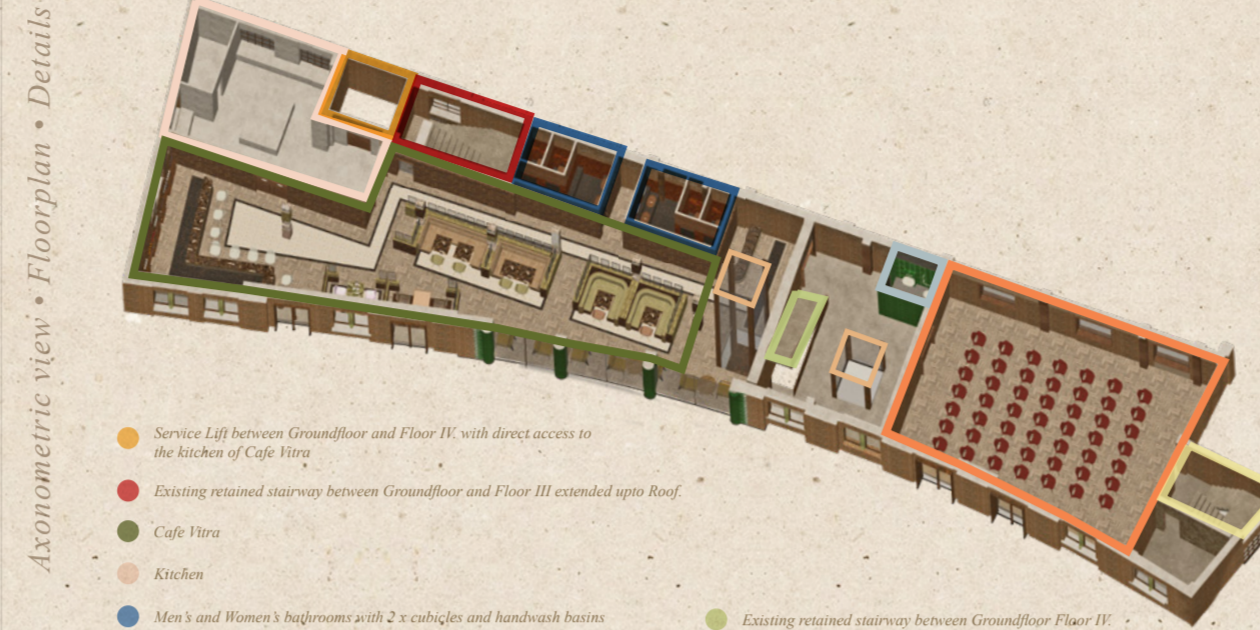 Axonometric view • Floorplan • Details
Service Lift between Groundfloor and Floor IV. with direct access to
the kitchen of Cafe Vitra
Existing retained stairway between Groundfloor and Floor III extended upto Roof.
Cafe Vitra
Kitchen
Men's and Women's bathrooms with 2 x cubicles and handwash basins
Existing retained stairway between Groundfloor Floor IV.